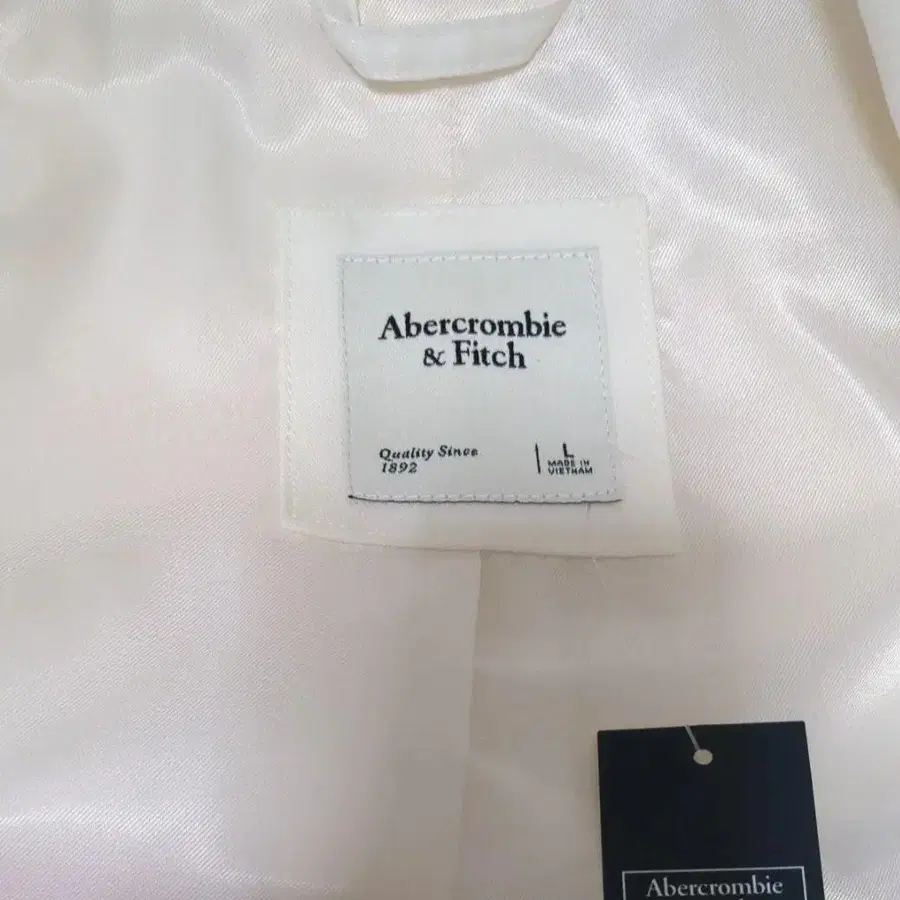 Abercrombie
& Fitch
Quality Since
1892
L
MADE IN
VIETNAM
Abercrombie